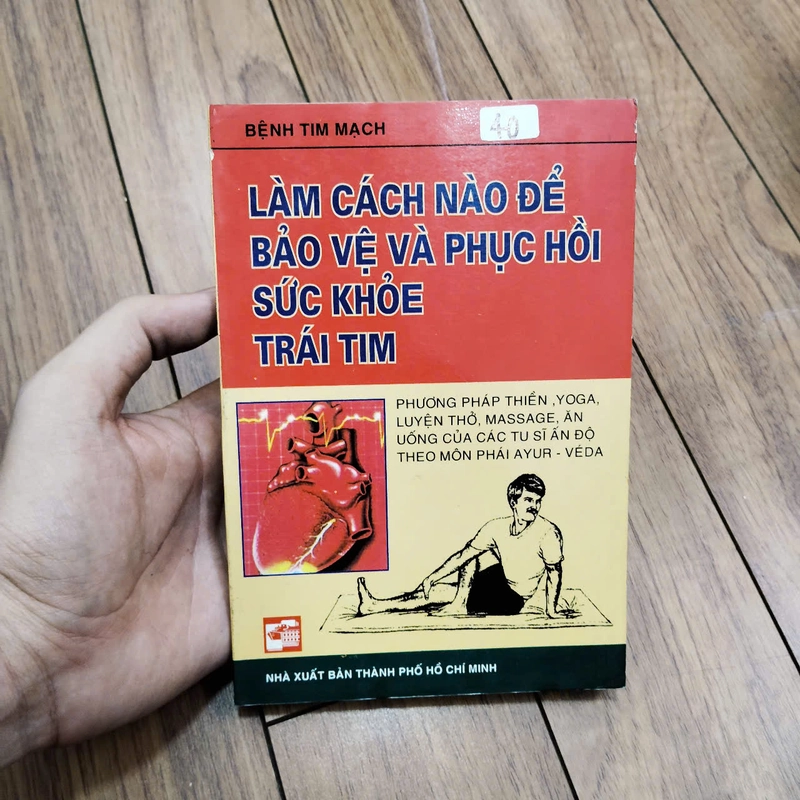 BỆNH TIM MẠCH
40
LÀM CÁCH NÀO ĐỂ
BẢO VỆ VÀ PHỤC HỒI
SỨC KHỎE
TRÁI TIM
PHƯƠNG PHÁP THIỀN ,YOGA,
LUYỆN THỞ, MASSAGE, ĂN
UỐNG CỦA CÁC TU SĨ ẤN ĐỘ
THEO MÔN PHÁI AYUR - VÉDA
NHÀ XUẤT BẢN THÀNH PHỐ HỒ CHÍ MINH